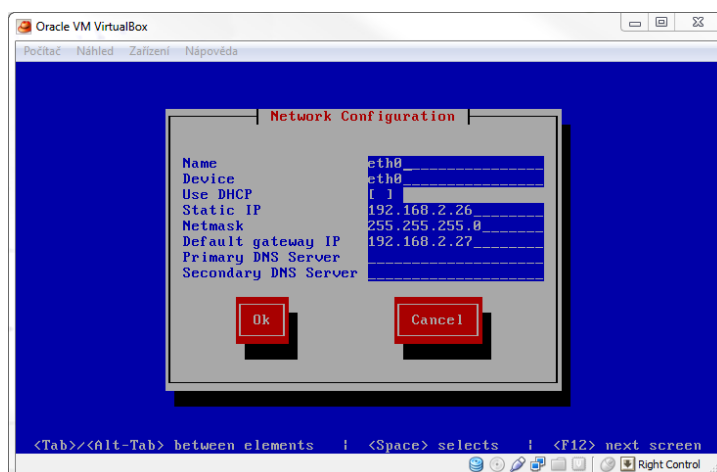 Oracle VM VirtualBox
Počítač Náhled Zařízení Nápověda
Network Configuration
Name eth0_
Device eth0
Use DHCP [ ]
Static IP 192.168.2.26
Netmask 255.255.255.0
Default gateway IP 192.168.2.27
Primary DNS Server
Secondary DNS Server
Ok Cancel
<Tab>/<Alt-Tab> between elements | <Space> selects | <F12> next screen
Right Control